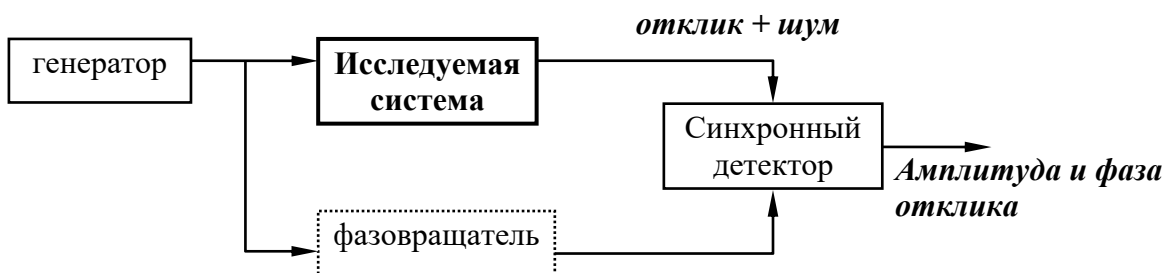 отклик + шум
генератор
Исследуемая
система
Синхронный
детектор
Амплитуда и фаза
отклика
фазовращатель